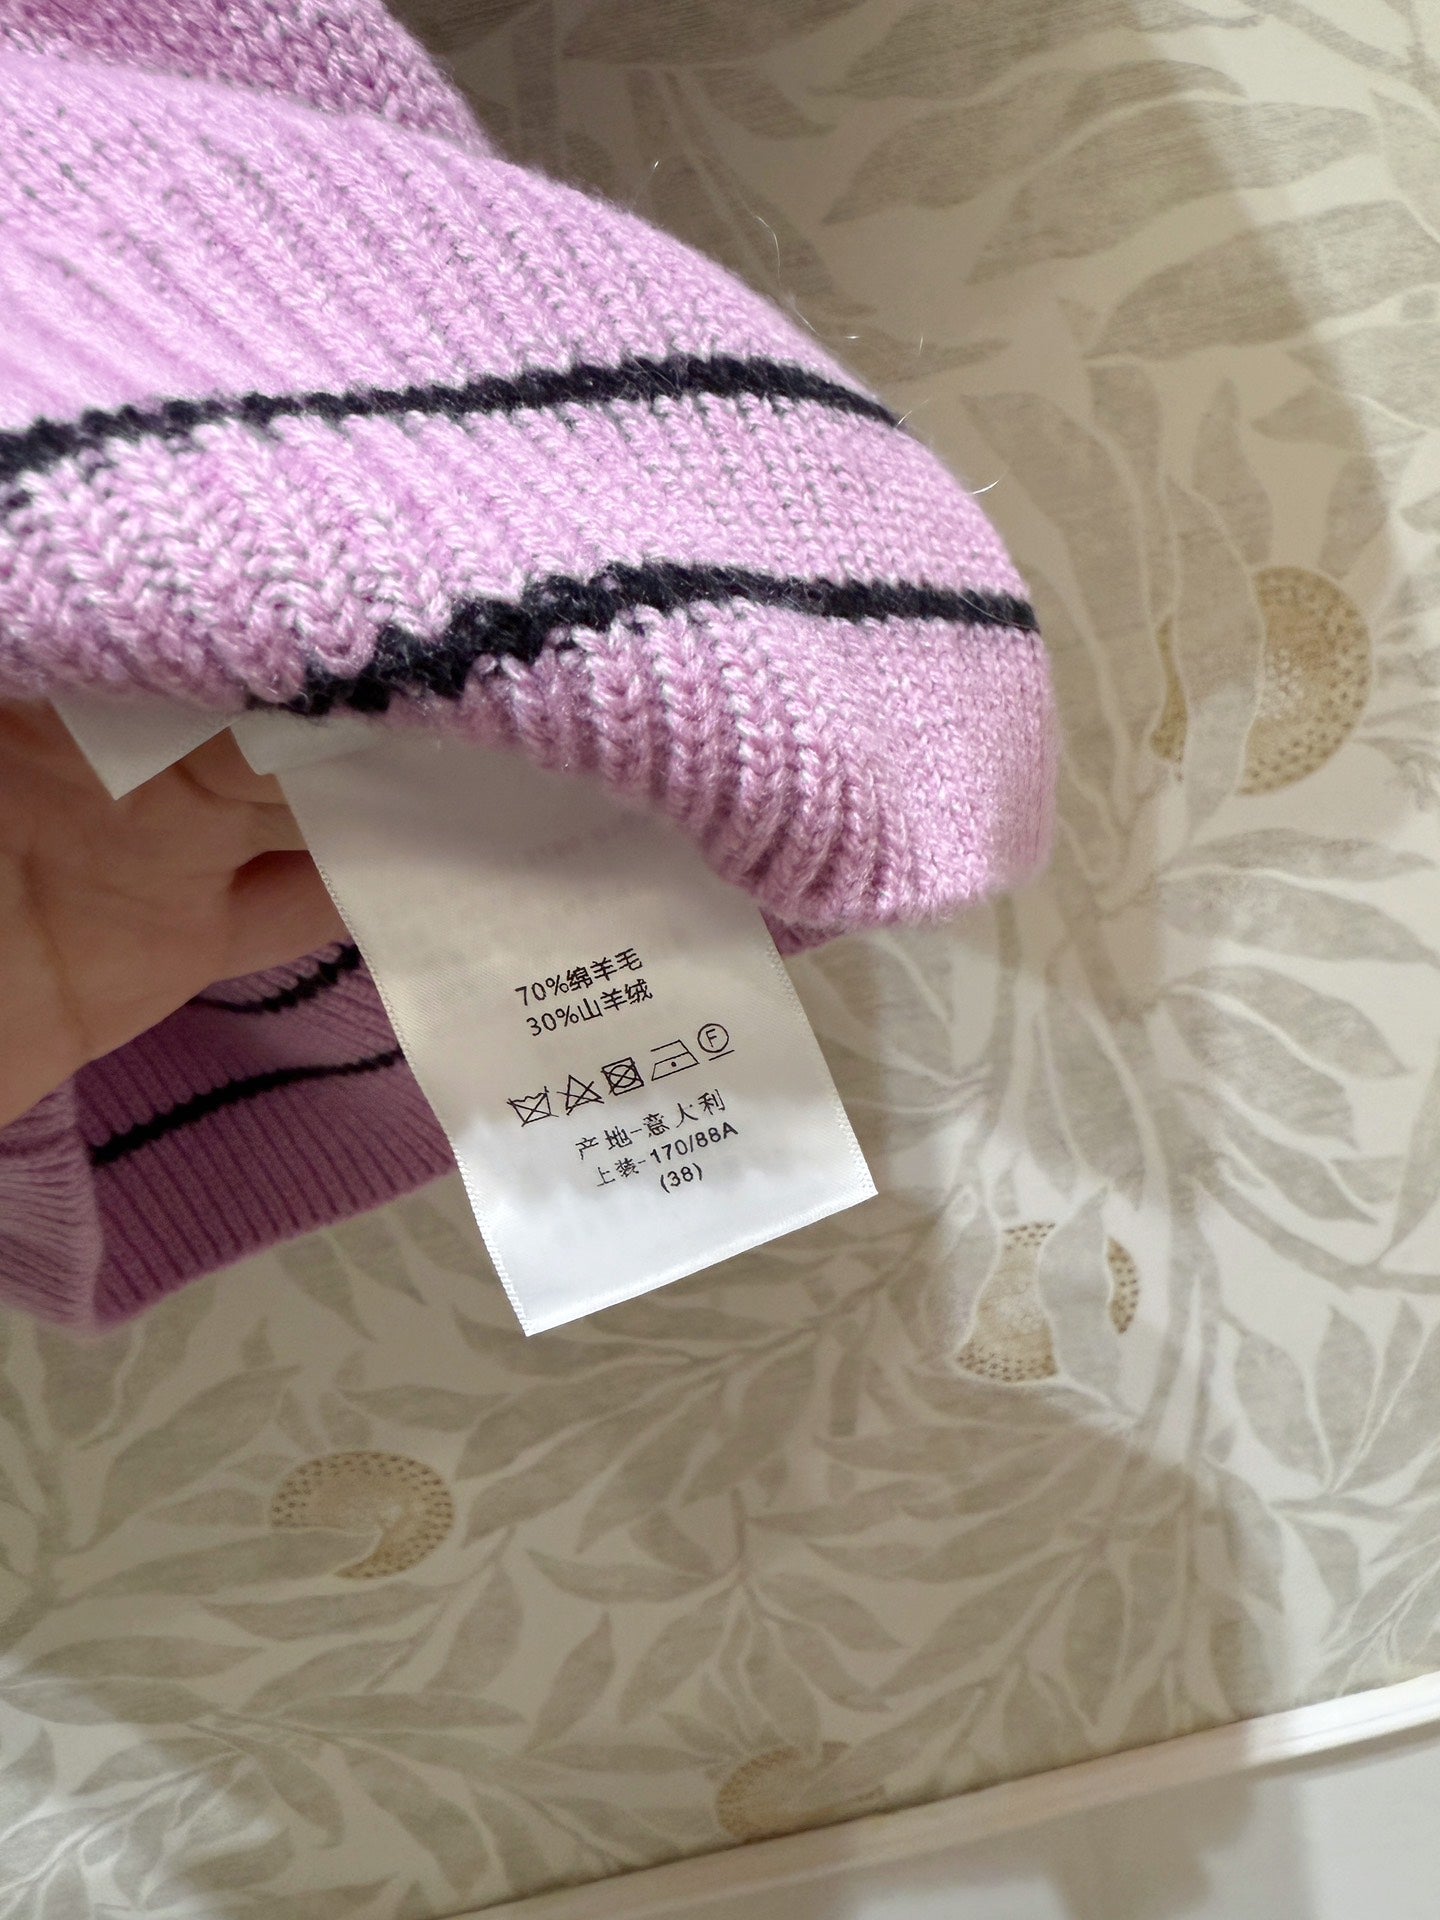 70%绵羊毛
30%山羊绒
F
产地-意大利
上装-170/88A
(38)